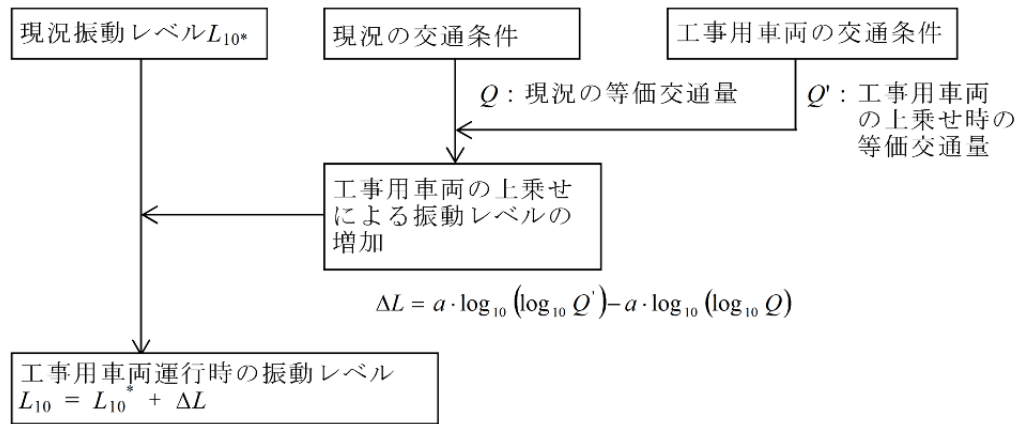 現況振動レベルL10*
現況の交通条件
工事用車両の交通条件
Q：現況の等価交通量
Q'：工事用車両
の上乗せ時の
等価交通量
工事用車両の上乗せ
による振動レベルの
増加
ΔL = a · log10 (log10 Q') − a · log10 (log10 Q)
工事用車両運行時の振動レベル
L10 = L10* + ΔL